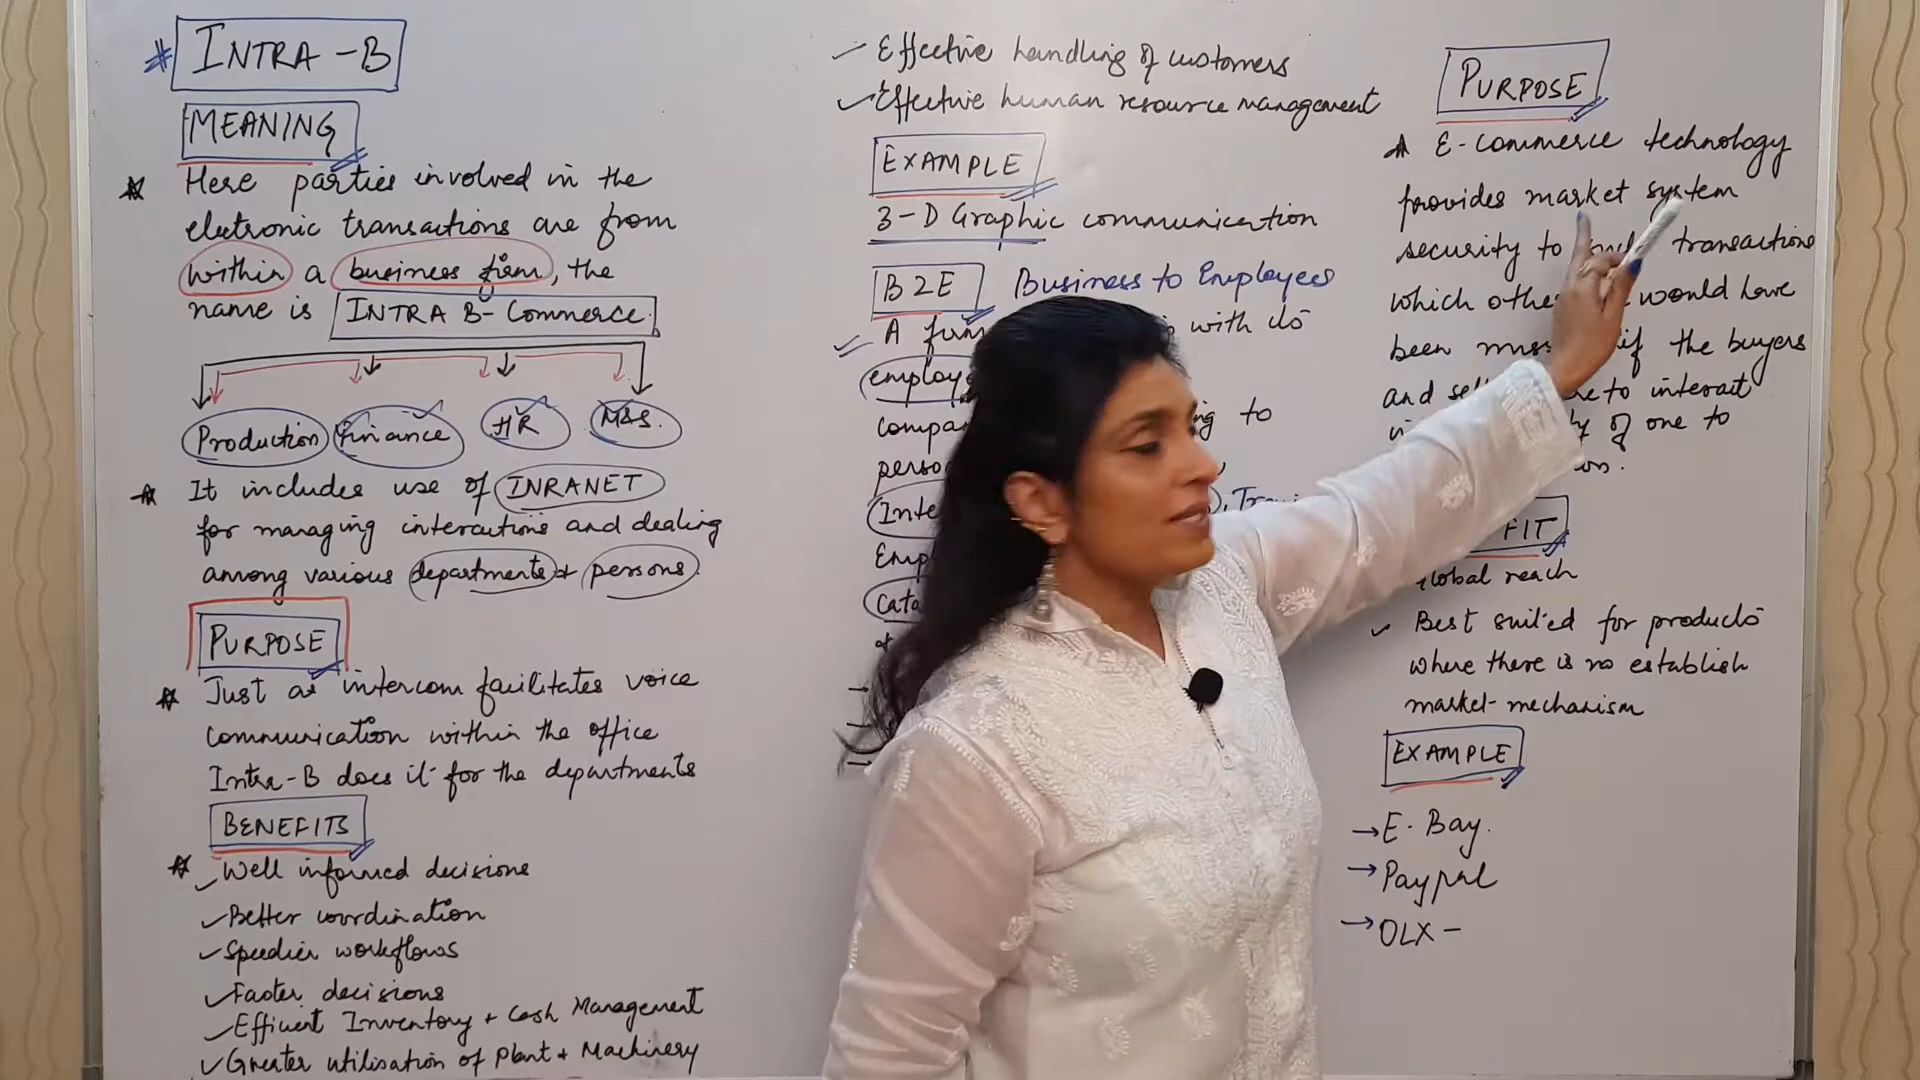 INTRA-B
MEANING
Here parties involved in the
eletronic transactions are from
within a business firm, the
name is INTRA B-Commerce.
Production Finance HR M&S.
It includes use of INRANET
for managing interactions and dealing
among various departments & persons.
PURPOSE
Just as intercom facilitates voice
communication within the office
Intra-B does it for the departments
BENEFITS
Well informed decisions
Better coordination
Speedier workflows
Faster decisions
Efficient Inventory + Cash Management
Greater utilisation of Plant & Machinery
Effective handling of customers
Effective human resource management
EXAMPLE
3-D Graphic communication
B2E Business to Employees
A with
to
PURPOSE
E-Commerce technology
provides market system
security to transactions
which would have
been if the buyers
and to interact
of one to
FIT
Global reach
Best suited for products
where there is no establish
market-mechanism
EXAMPLE
→ E-Bay.
→ Paypal
→ OLX -